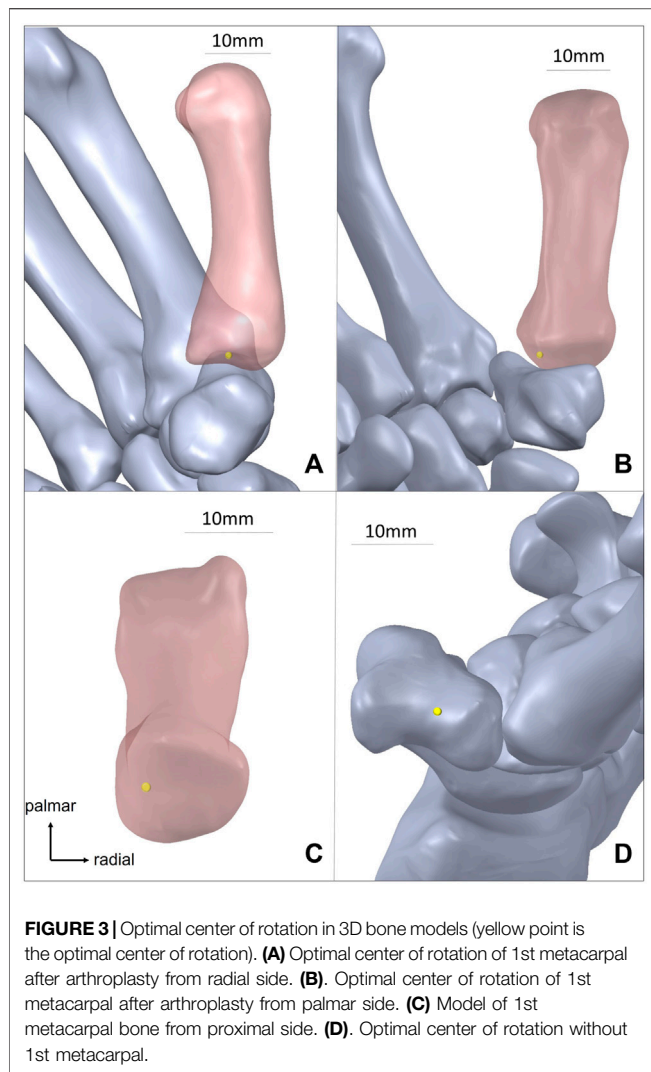 10mm
10mm
A
B
10mm
10mm
palmar
radial
C
D
FIGURE 3 | Optimal center of rotation in 3D bone models (yellow point is
the optimal center of rotation). (A) Optimal center of rotation of 1st metacarpal
after arthroplasty from radial side. (B). Optimal center of rotation of 1st
metacarpal after arthroplasty from palmar side. (C) Model of 1st
metacarpal bone from proximal side. (D). Optimal center of rotation without
1st metacarpal.